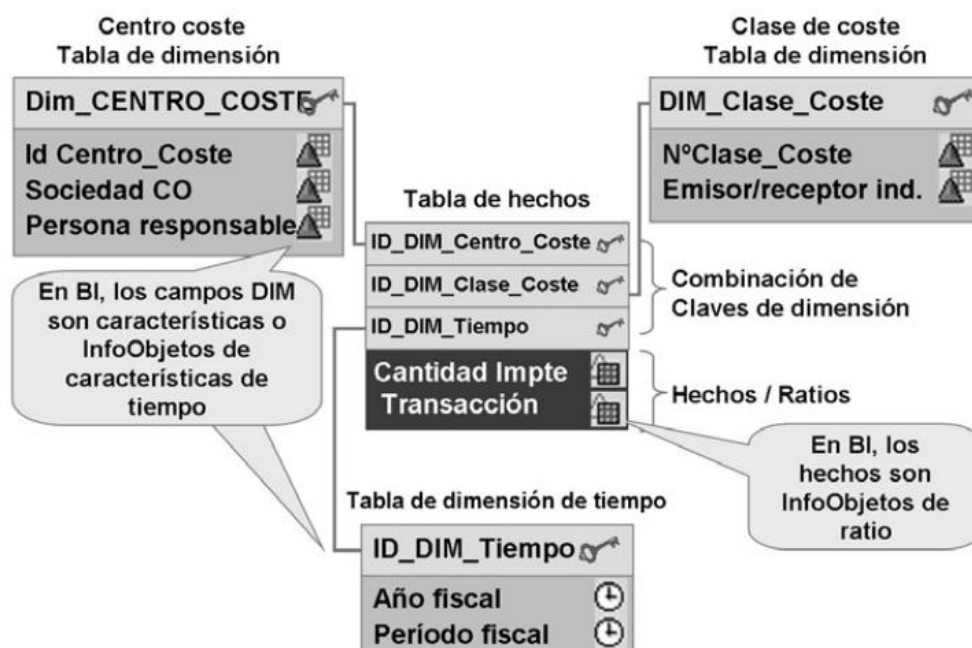 Centro coste
Tabla de dimensión
Dim_CENTRO_COSTE
Id Centro_Coste
Sociedad CO
Persona responsable
Clase de coste
Tabla de dimensión
DIM_Clase_Coste
NºClase_Coste
Emisor/receptor ind.
Tabla de hechos
ID_DIM_Centro_Coste
ID_DIM_Clase_Coste
ID_DIM_Tiempo
Cantidad Impte
Transacción
Combinación de
Claves de dimensión
Hechos / Ratios
En BI, los campos DIM
son características o
InfoObjetos de
características de
tiempo
En BI, los
hechos son
InfoObjetos de
ratio
Tabla de dimensión de tiempo
ID_DIM_Tiempo
Año fiscal
Período fiscal